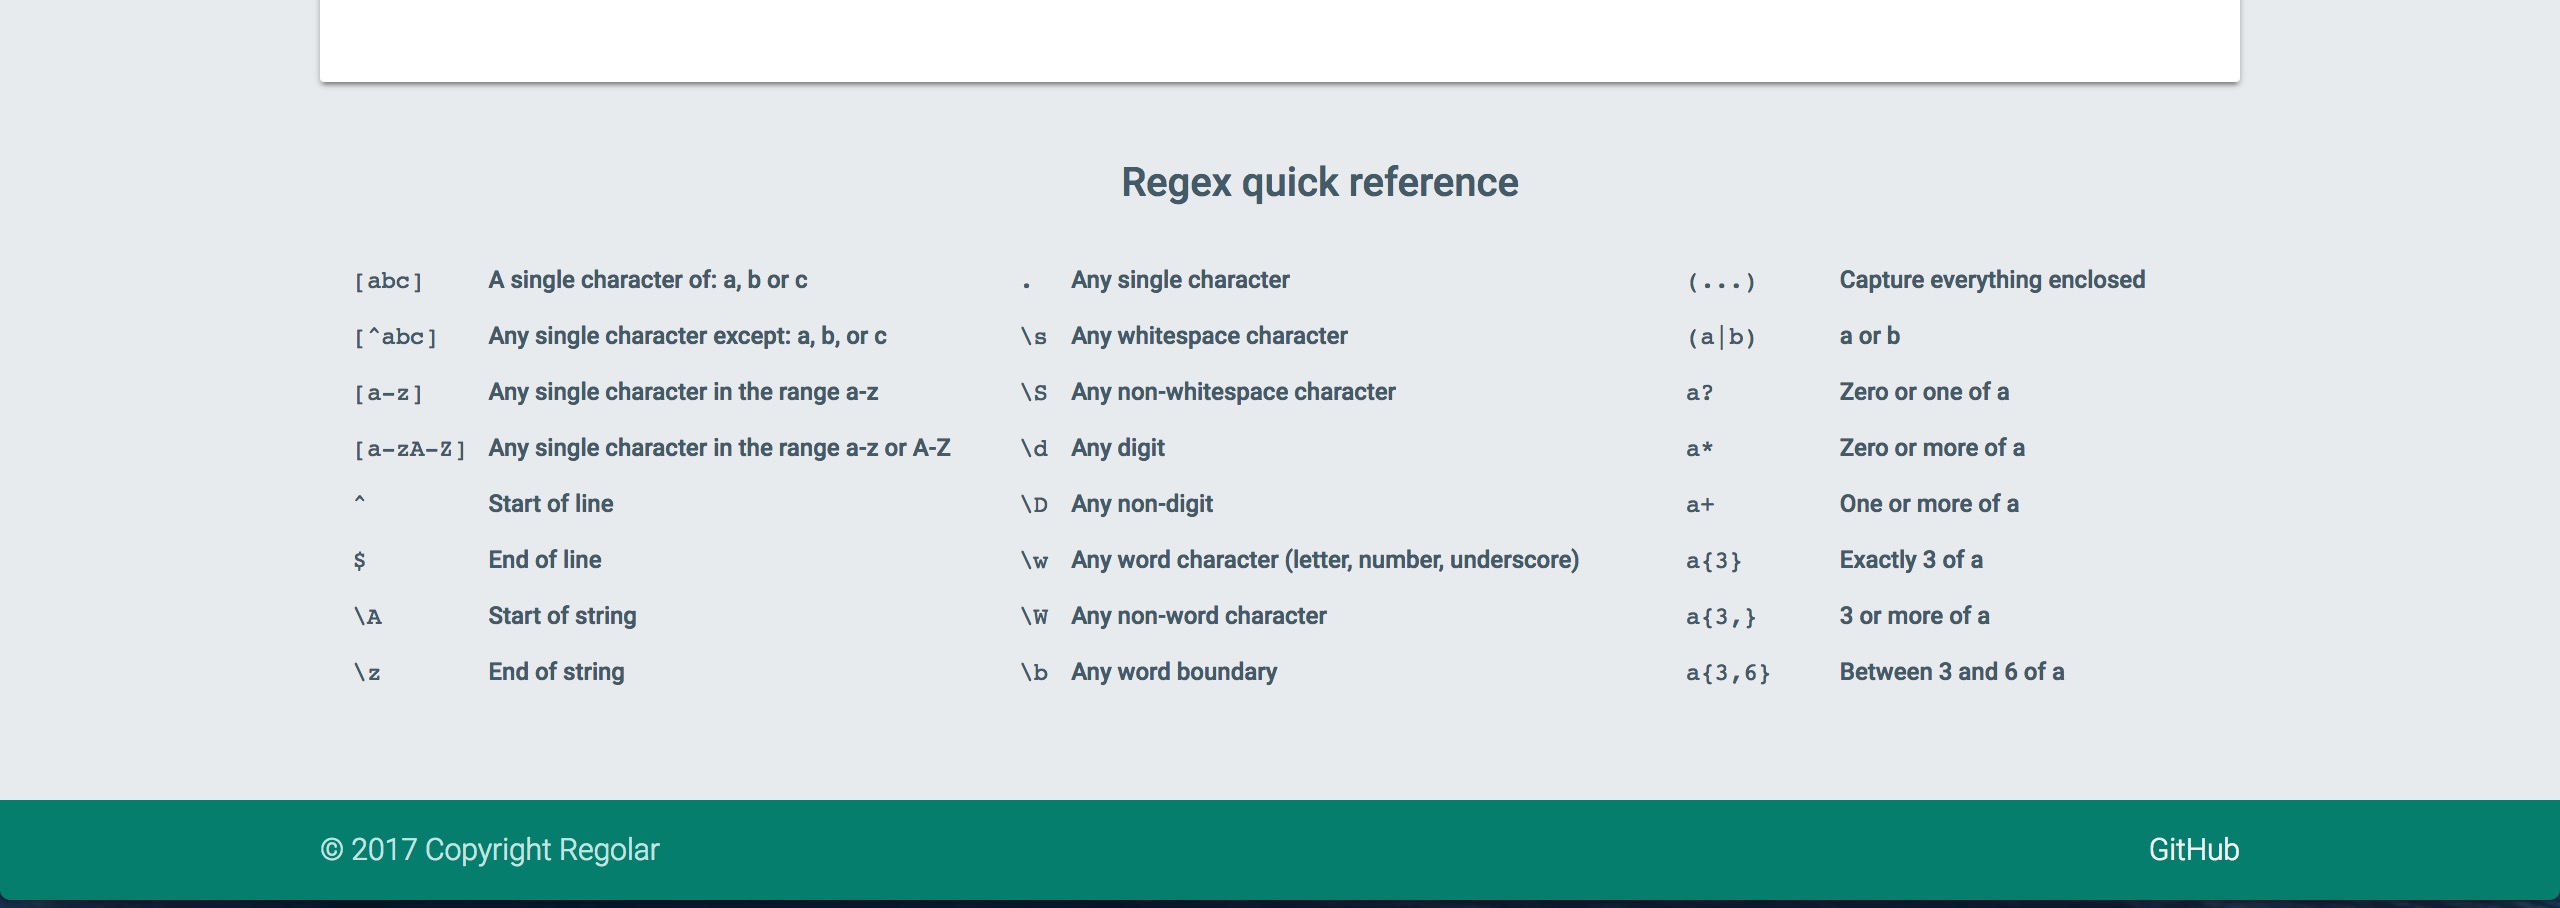 Regex quick reference
[abc] A single character of: a, b or c
[^abc] Any single character except: a, b, or c
[a-z] Any single character in the range a-z
[a-zA-Z] Any single character in the range a-z or A-Z
^ Start of line
$ End of line
\A Start of string
\z End of string
. Any single character
\s Any whitespace character
\S Any non-whitespace character
\d Any digit
\D Any non-digit
\w Any word character (letter, number, underscore)
\W Any non-word character
\b Any word boundary
(...) Capture everything enclosed
(a|b) a or b
a? Zero or one of a
a* Zero or more of a
a+ One or more of a
a{3} Exactly 3 of a
a{3,} 3 or more of a
a{3,6} Between 3 and 6 of a
© 2017 Copyright Regolar
GitHub